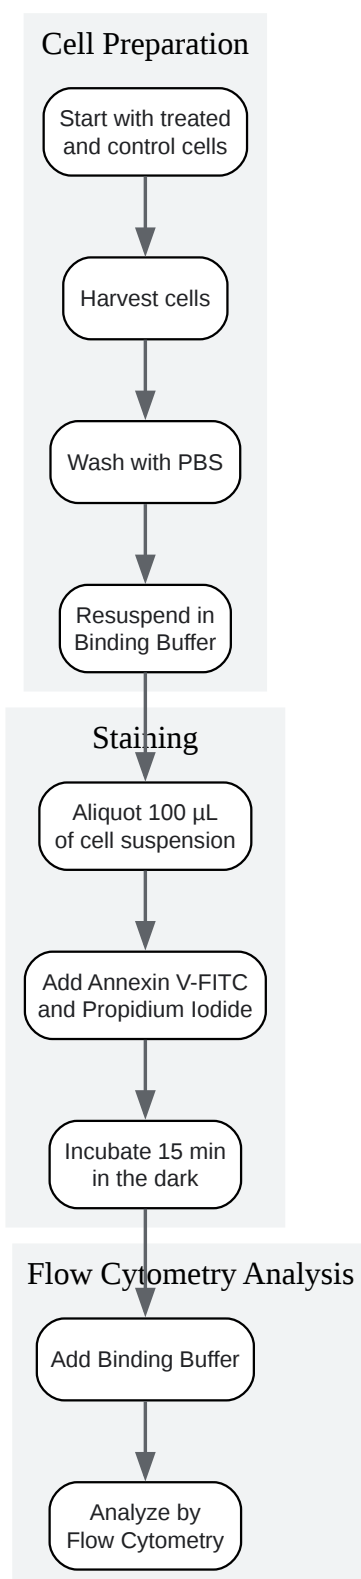 Cell Preparation
Start with treated
and control cells
Harvest cells
Wash with PBS
Resuspend in
Binding Buffer
Staining
Aliquot 100 µL
of cell suspension
Add Annexin V-FITC
and Propidium Iodide
Incubate 15 min
in the dark
Flow Cytometry Analysis
Add Binding Buffer
Analyze by
Flow Cytometry